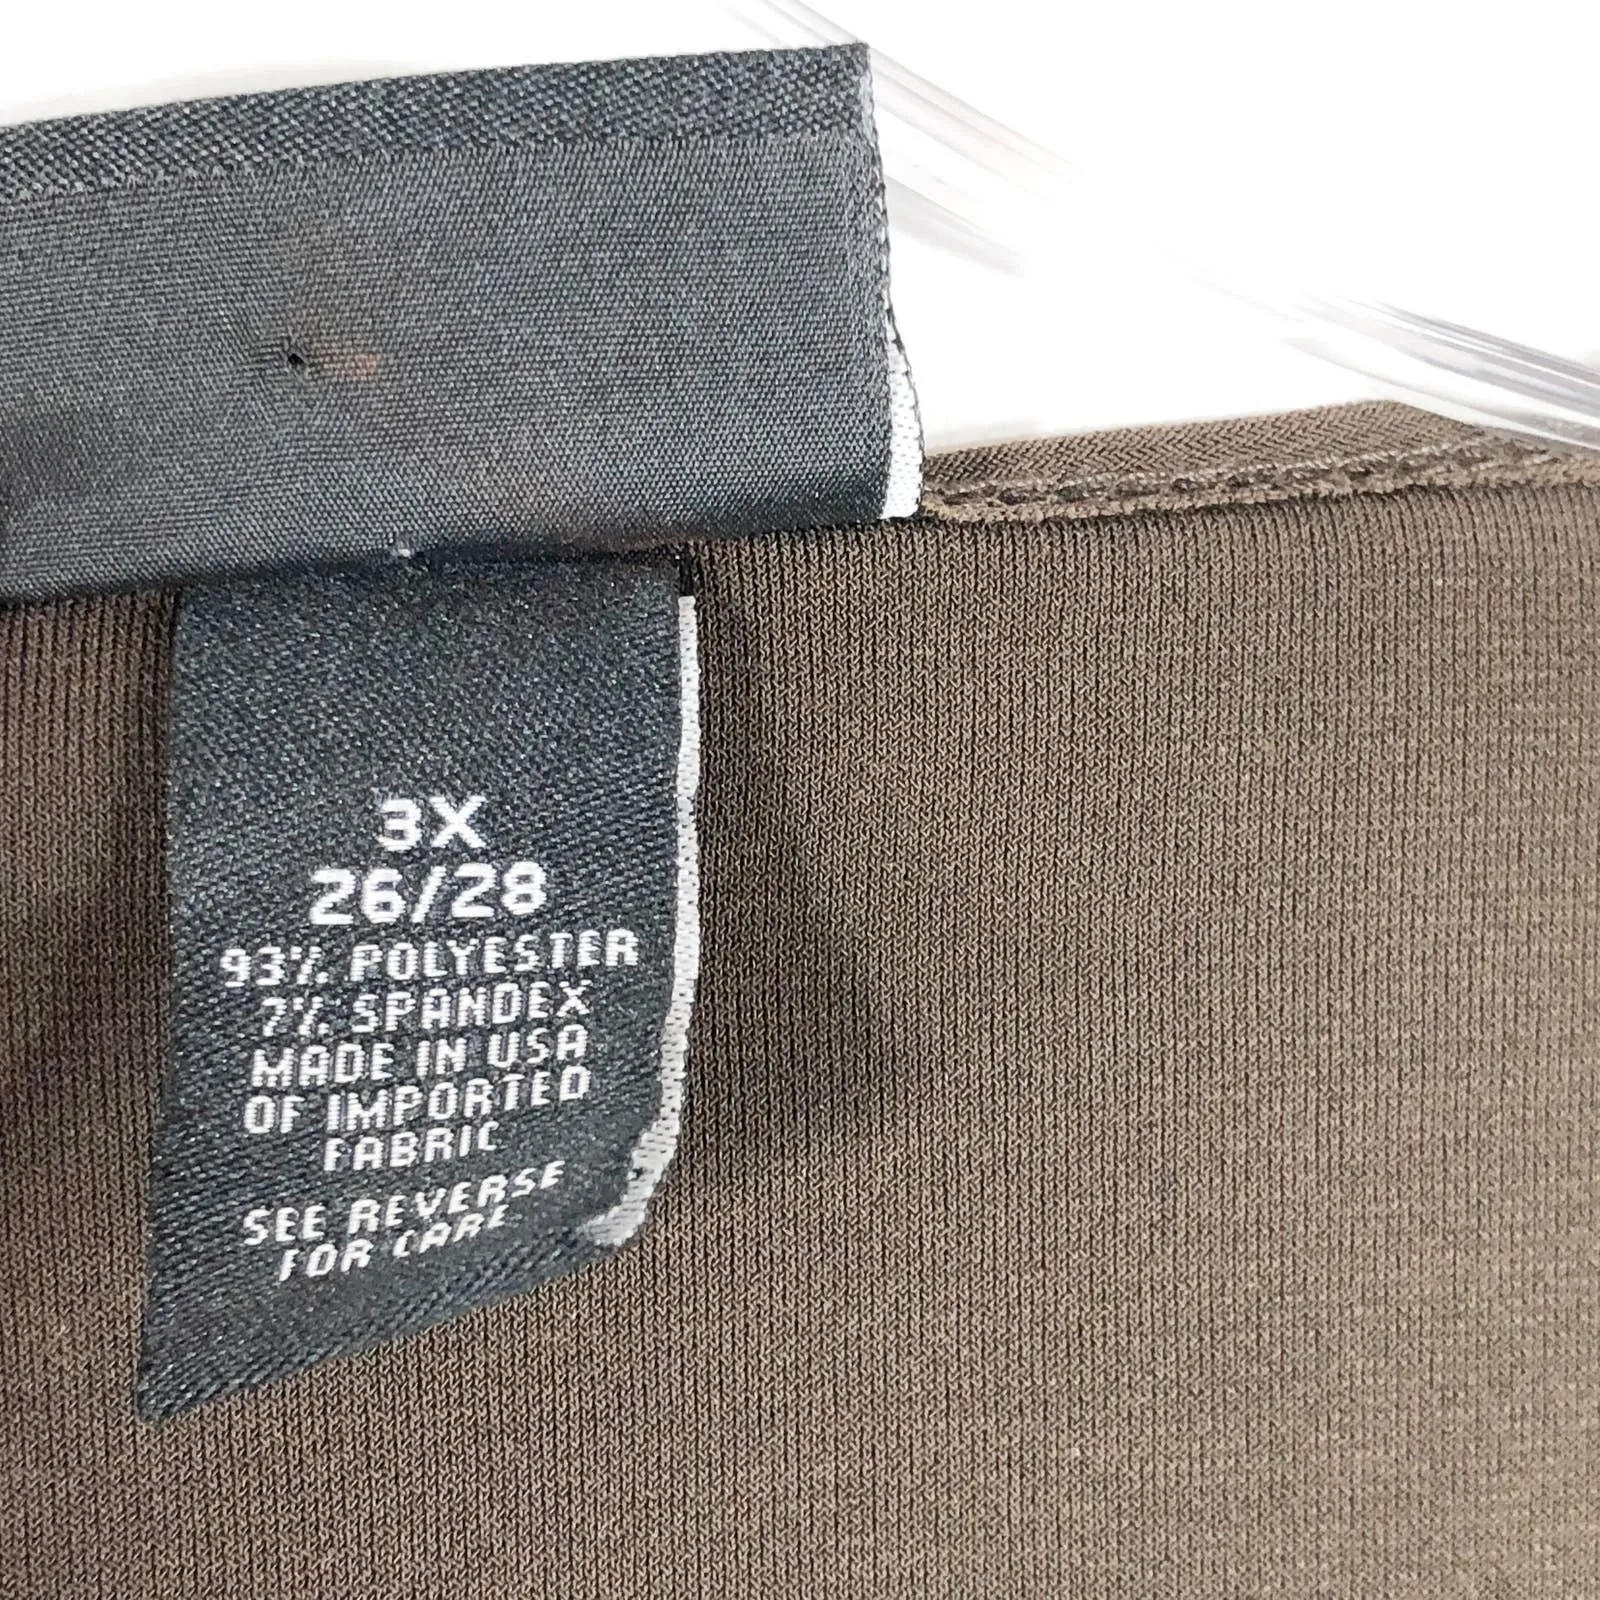 3X
26/28
93% POLYESTER
7% SPANDEX
MADE IN USA
OF IMPORTED
FABRIC
SEE REVERSE
FOR CARE